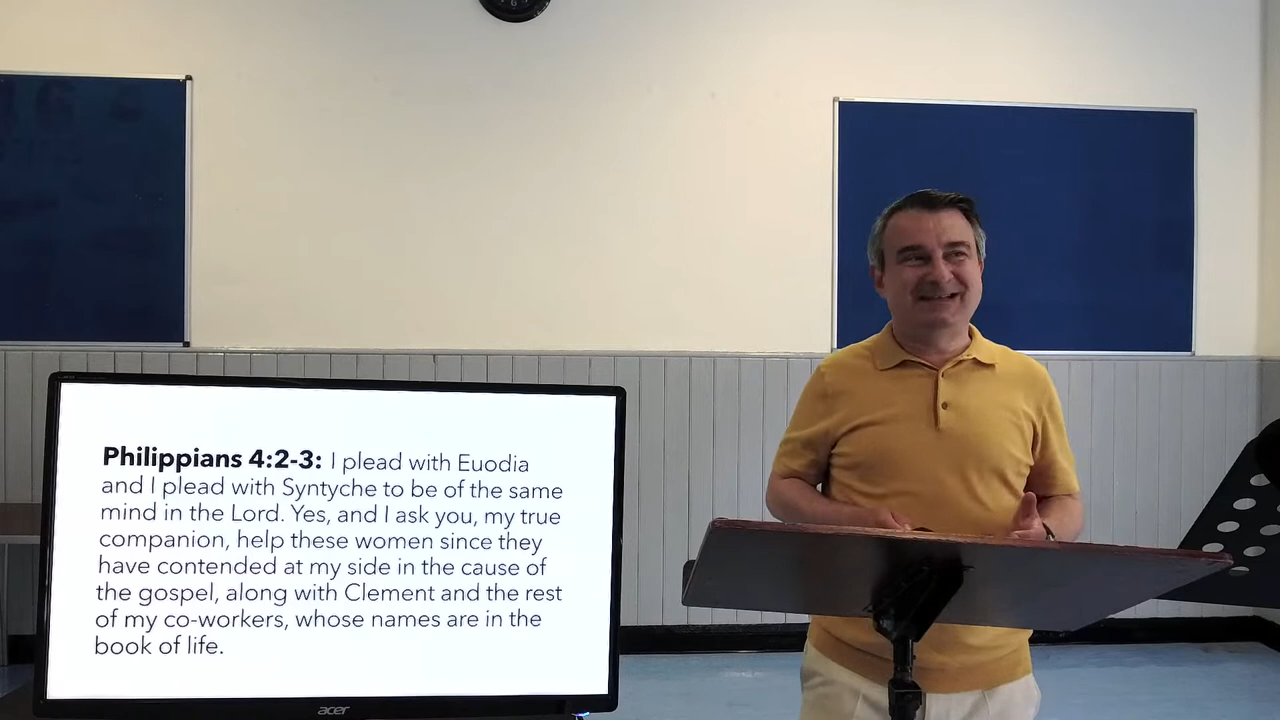 Philippians 4:2-3: I plead with Euodia
and I plead with Syntyche to be of the same
mind in the Lord. Yes, and I ask you, my true
companion, help these women since they
have contended at my side in the cause of
the gospel, along with Clement and the rest
of my co-workers, whose names are in the
book of life.
acer